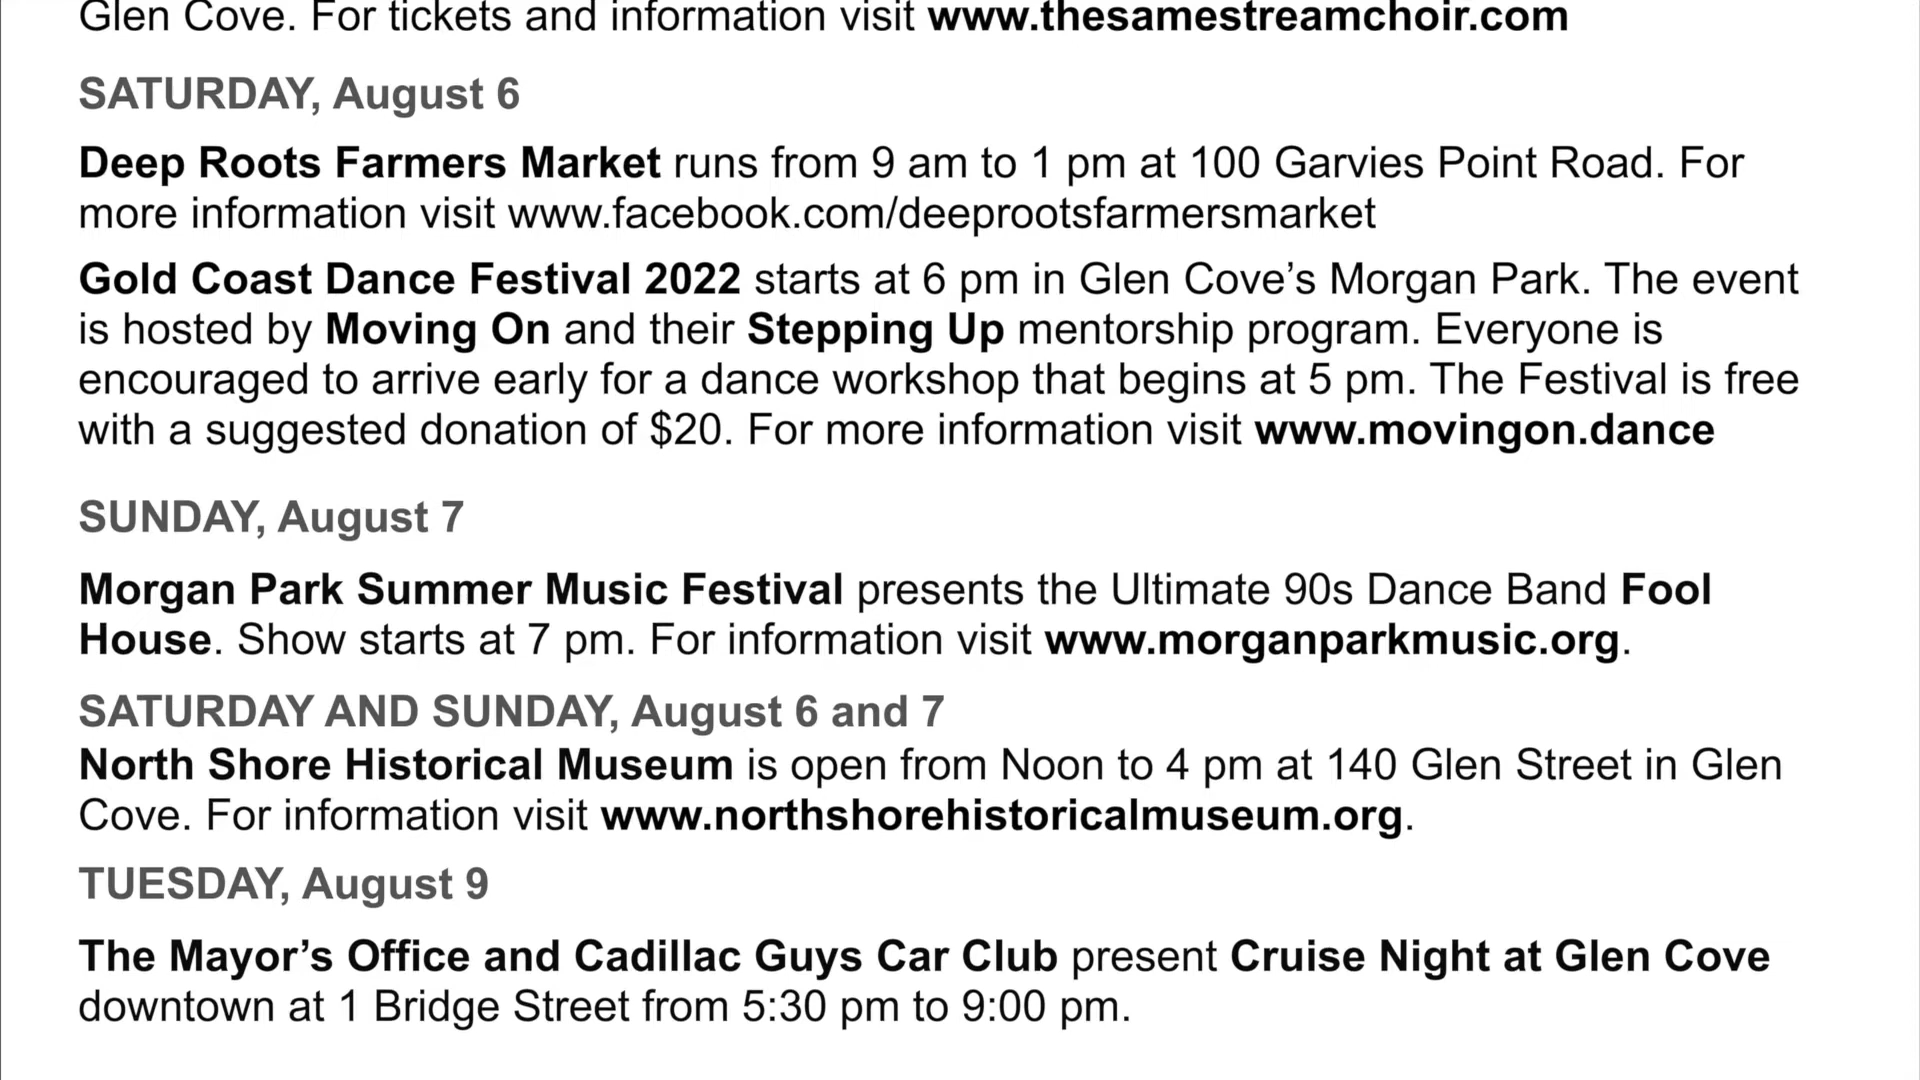 Glen Cove. For tickets and information visit www.thesamestreamchoir.com
SATURDAY, August 6
Deep Roots Farmers Market runs from 9 am to 1 pm at 100 Garvies Point Road. For
more information visit www.facebook.com/deeprootsfarmersmarket
Gold Coast Dance Festival 2022 starts at 6 pm in Glen Cove’s Morgan Park. The event
is hosted by Moving On and their Stepping Up mentorship program. Everyone is
encouraged to arrive early for a dance workshop that begins at 5 pm. The Festival is free
with a suggested donation of $20. For more information visit www.movingon.dance
SUNDAY, August 7
Morgan Park Summer Music Festival presents the Ultimate 90s Dance Band Fool
House. Show starts at 7 pm. For information visit www.morganparkmusic.org.
SATURDAY AND SUNDAY, August 6 and 7
North Shore Historical Museum is open from Noon to 4 pm at 140 Glen Street in Glen
Cove. For information visit www.northshorehistoricalmuseum.org.
TUESDAY, August 9
The Mayor’s Office and Cadillac Guys Car Club present Cruise Night at Glen Cove
downtown at 1 Bridge Street from 5:30 pm to 9:00 pm.